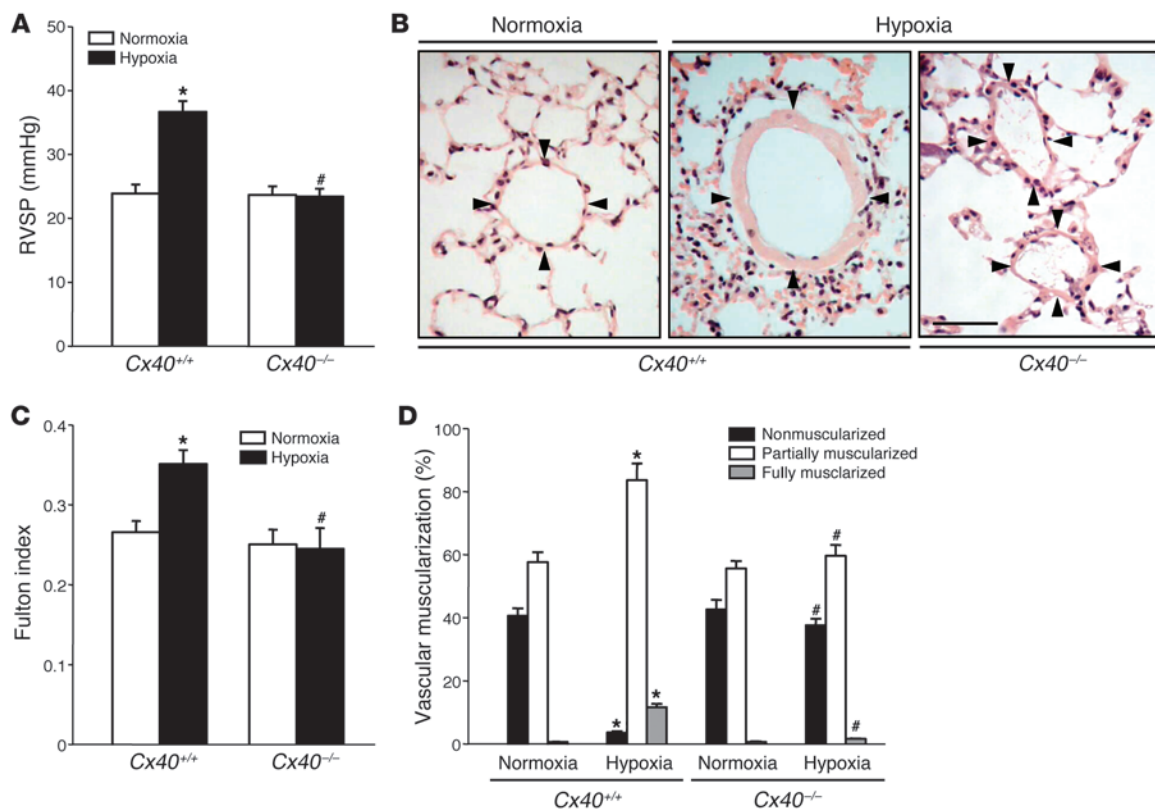 A
Normoxia
Hypoxia
50
40
30
20
10
0
RVSP (mmHg)
*
#
Cx40+/+
Cx40–/–
B
Normoxia
Hypoxia
Cx40+/+
Cx40–/–
C
Normoxia
Hypoxia
0.4
0.3
0.2
0.1
0
Fulton index
*
#
Cx40+/+
Cx40–/–
D
Nonmuscularized
Partially muscularized
Fully musclarized
100
80
60
40
20
0
Vascular muscularization (%)
*
*
*
#
#
#
Normoxia
Hypoxia
Normoxia
Hypoxia
Cx40+/+
Cx40–/–